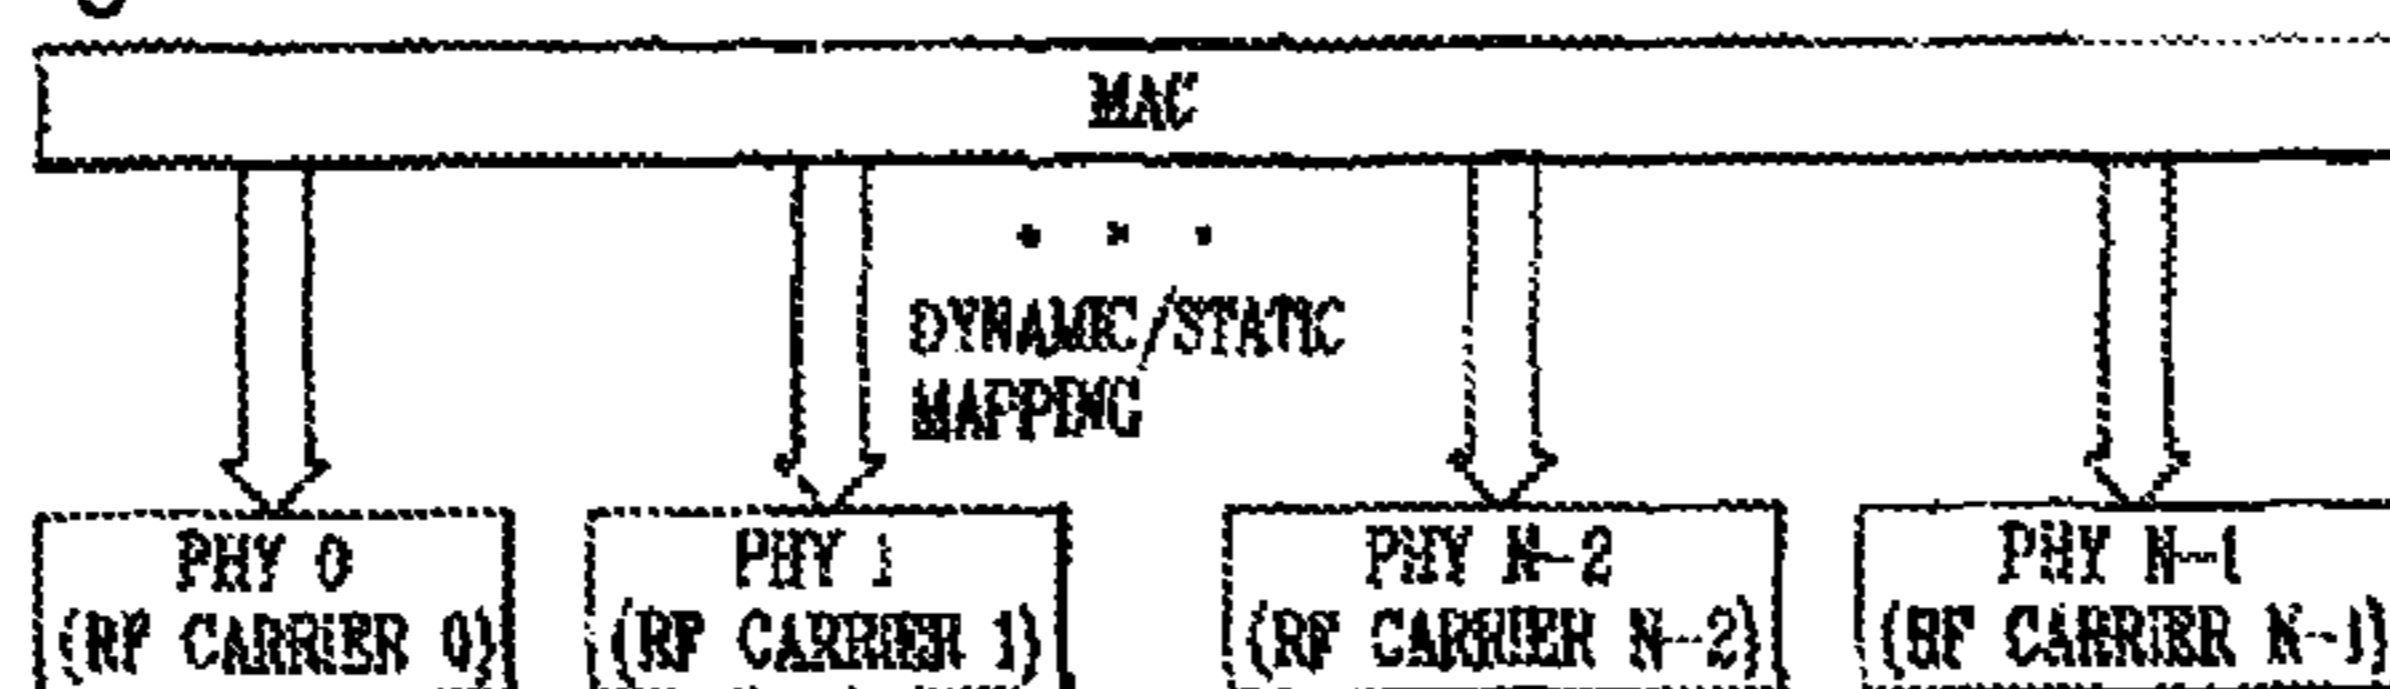 MAC
DYNAMIC/STATIC
MAPPING
PHY 0
(RF CARRIER 0)
PHY 1
(RF CARRIER 1)
PHY N-2
(RF CARRIER N-2)
PHY N-1
(RF CARRIER N-1)